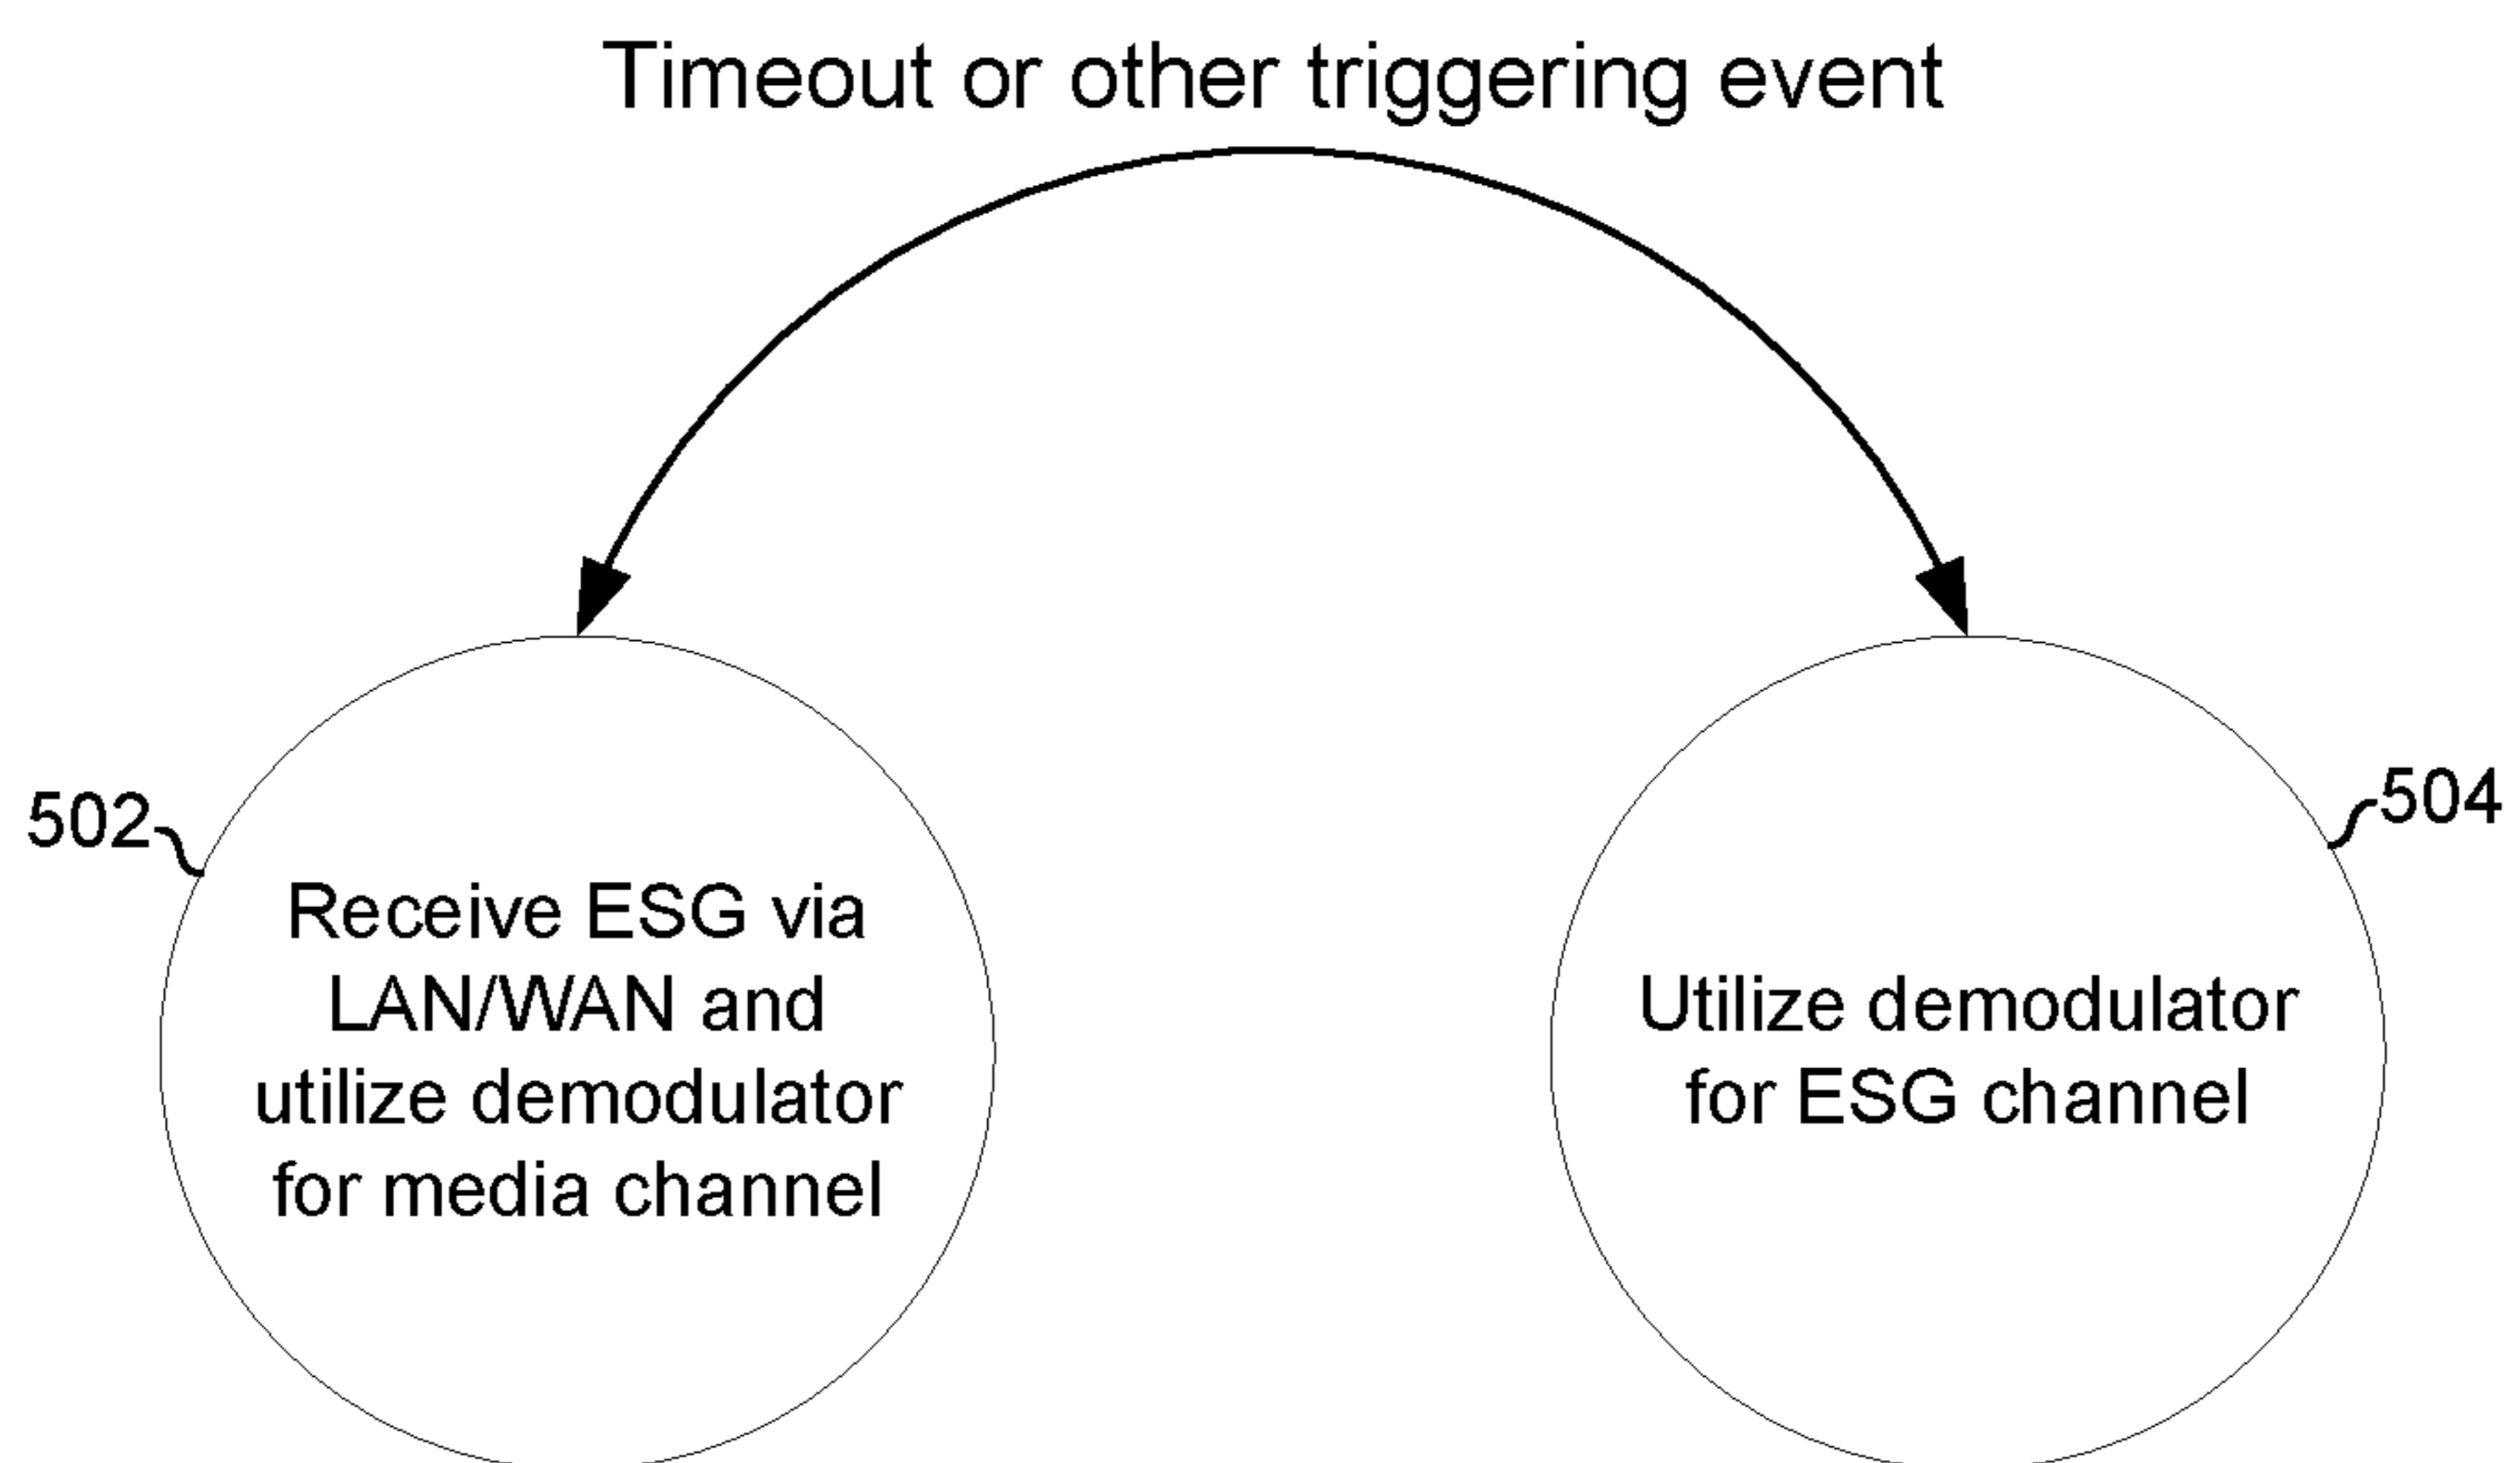 Timeout or other triggering event
502
504
Receive ESG via
LAN/WAN and
utilize demodulator
for media channel
Utilize demodulator
for ESG channel